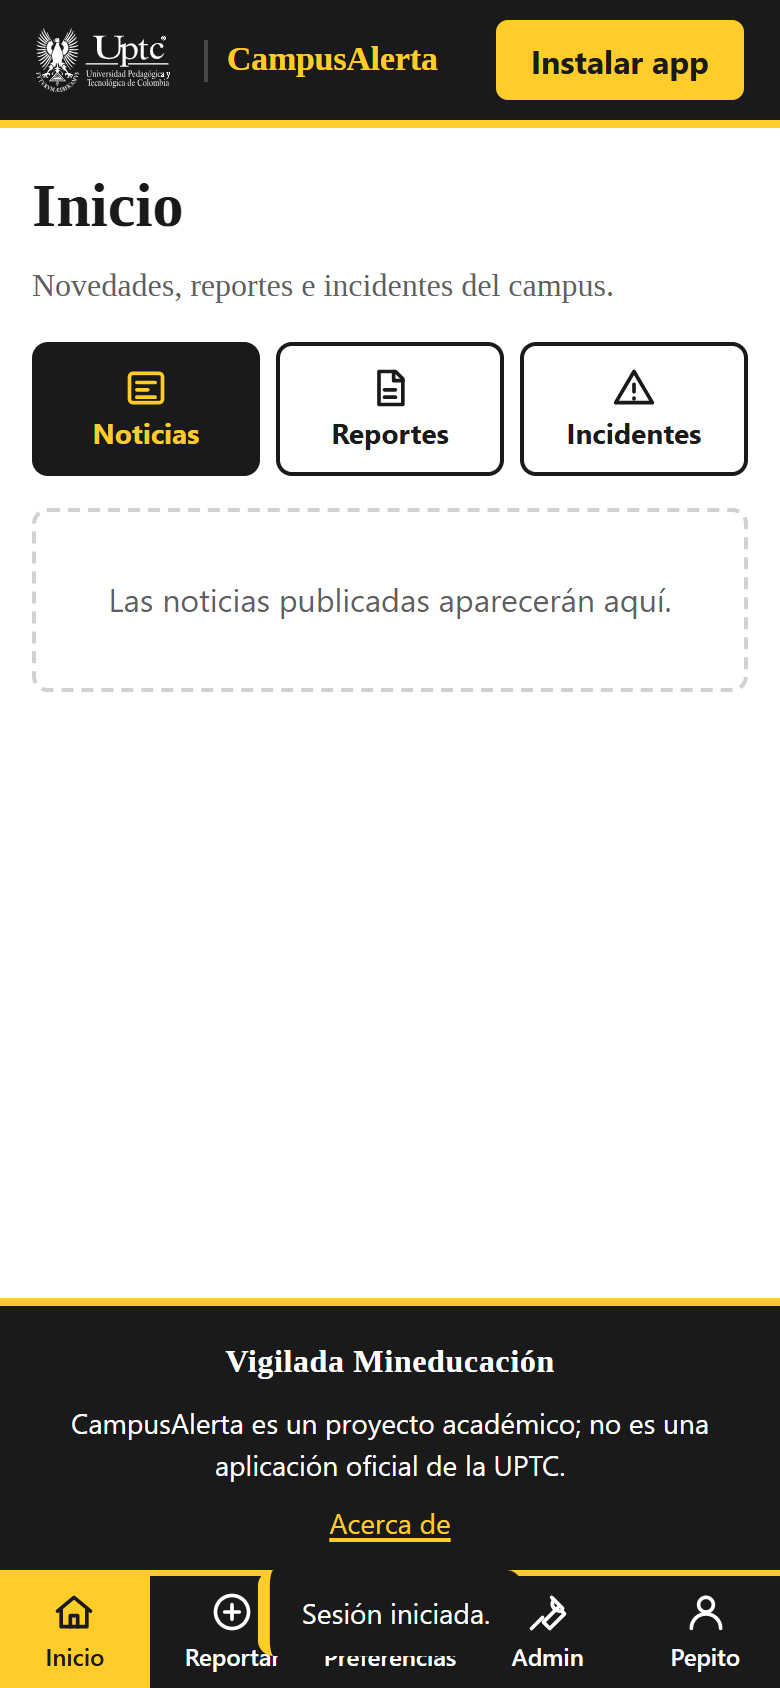 Uptc
Universidad Pedagógica y
Tecnológica de Colombia
CampusAlerta
Instalar app
Inicio
Novedades, reportes e incidentes del campus.
Noticias
Reportes
Incidentes
Las noticias publicadas aparecerán aquí.
Vigilada Mineducación
CampusAlerta es un proyecto académico; no es una
aplicación oficial de la UPTC.
Acerca de
Sesión iniciada.
Inicio
Reportar
Preferencias
Admin
Pepito